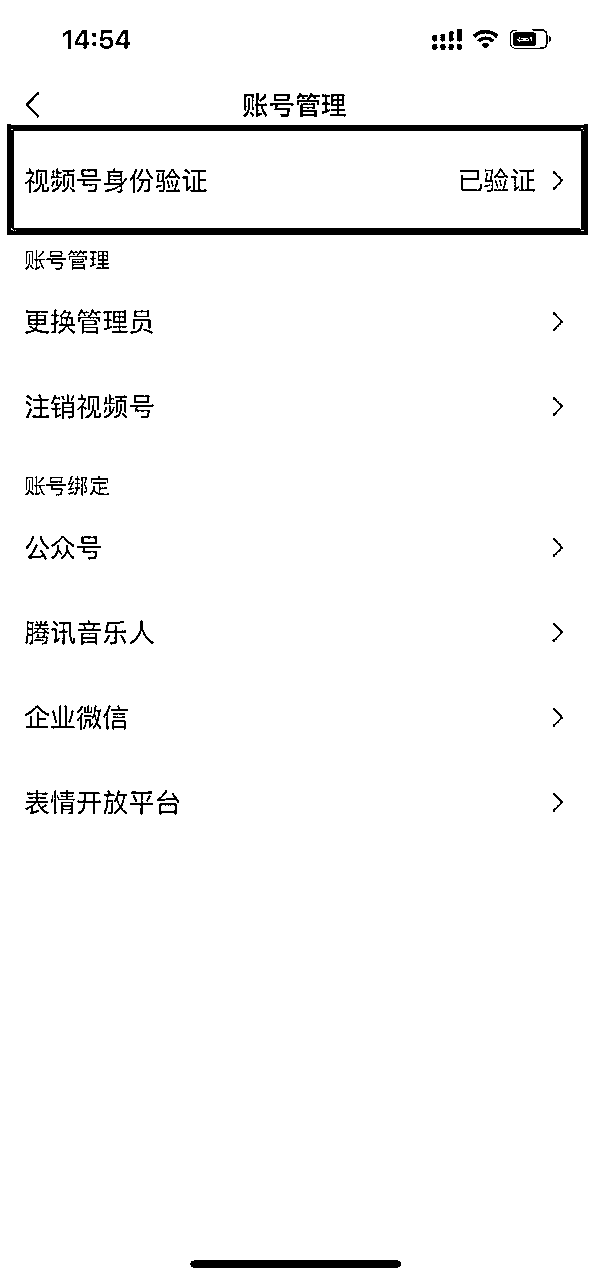 14:54
账号管理
视频号身份验证 已验证
账号管理
更换管理员
注销视频号
账号绑定
公众号
腾讯音乐人
企业微信
表情开放平台